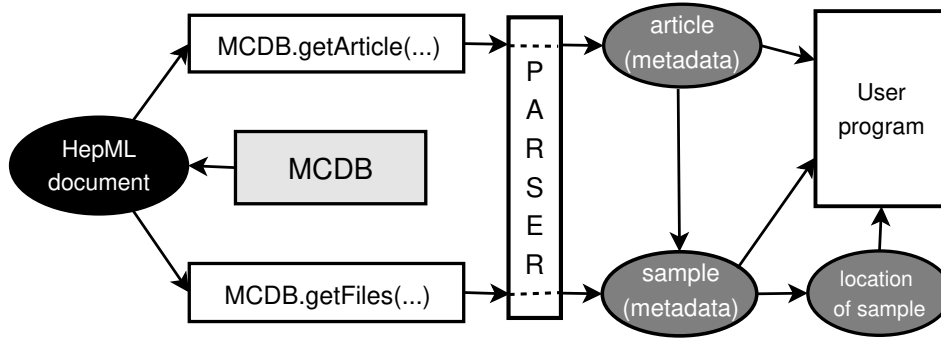 MCDB.getArticle(...)
article
(metadata)
User
program
HepML
document
MCDB
P
A
R
S
E
R
MCDB.getFiles(...)
sample
(metadata)
location
of sample